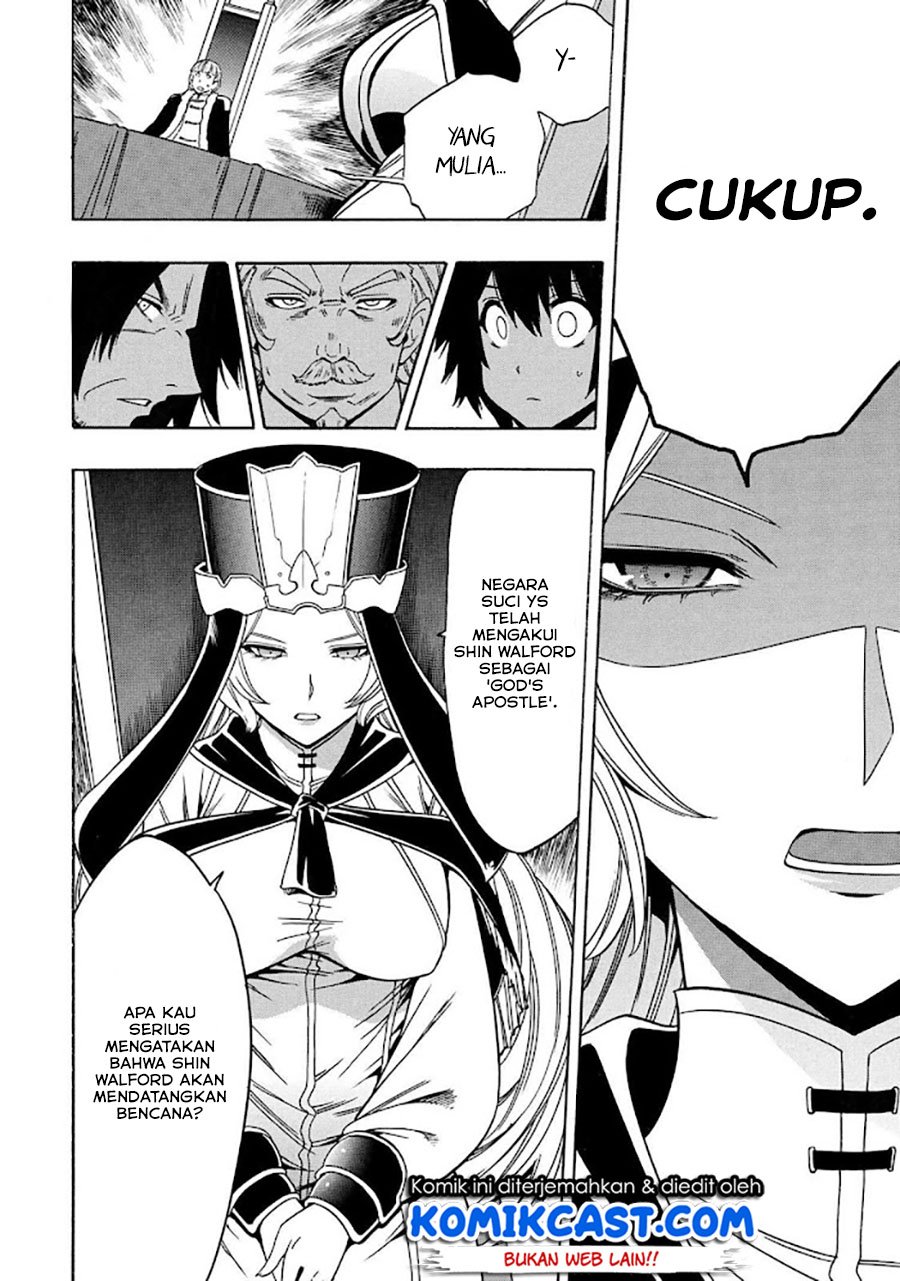 CUKUP.
Y-
YANG
MULIA...
NEGARA
SUCI YS
TELAH
MENGAKUI
SHIN WALFORD
SEBAGAI
'GOD'S
APOSTLE'.
APA KAU
SERIUS
MENGATAKAN
BAHWA SHIN
WALFORD AKAN
MENDATANGKAN
BENCANA?
Komik ini diterjemahkan & diedit oleh
KOMIKCAST.COM
BUKAN WEB LAIN!!